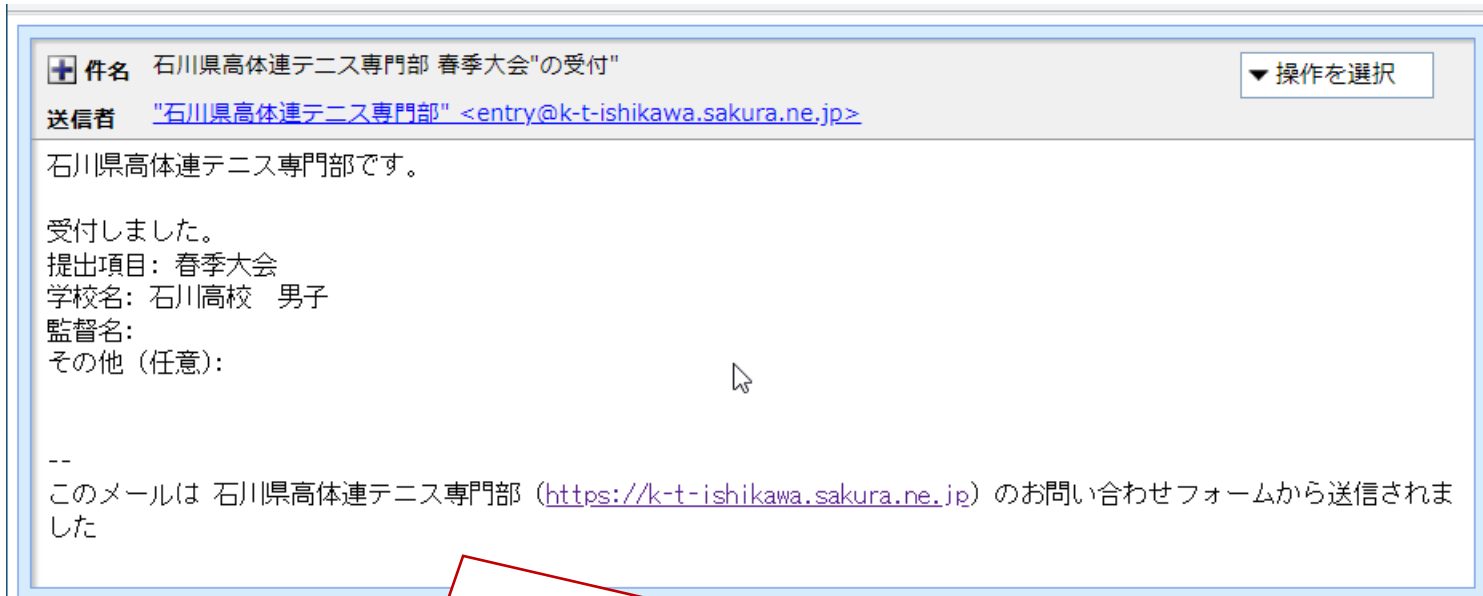 件名 石川県高体連テニス専門部 春季大会"の受付"
▼操作を選択
送信者 "石川県高体連テニス専門部" <entry@k-t-ishikawa.sakura.ne.jp>
石川県高体連テニス専門部です。
受付しました。
提出項目: 春季大会
学校名: 石川高校　男子
監督名:
その他（任意）:
--
このメールは 石川県高体連テニス専門部（https://k-t-ishikawa.sakura.ne.jp）のお問い合わせフォームから送信されま
した